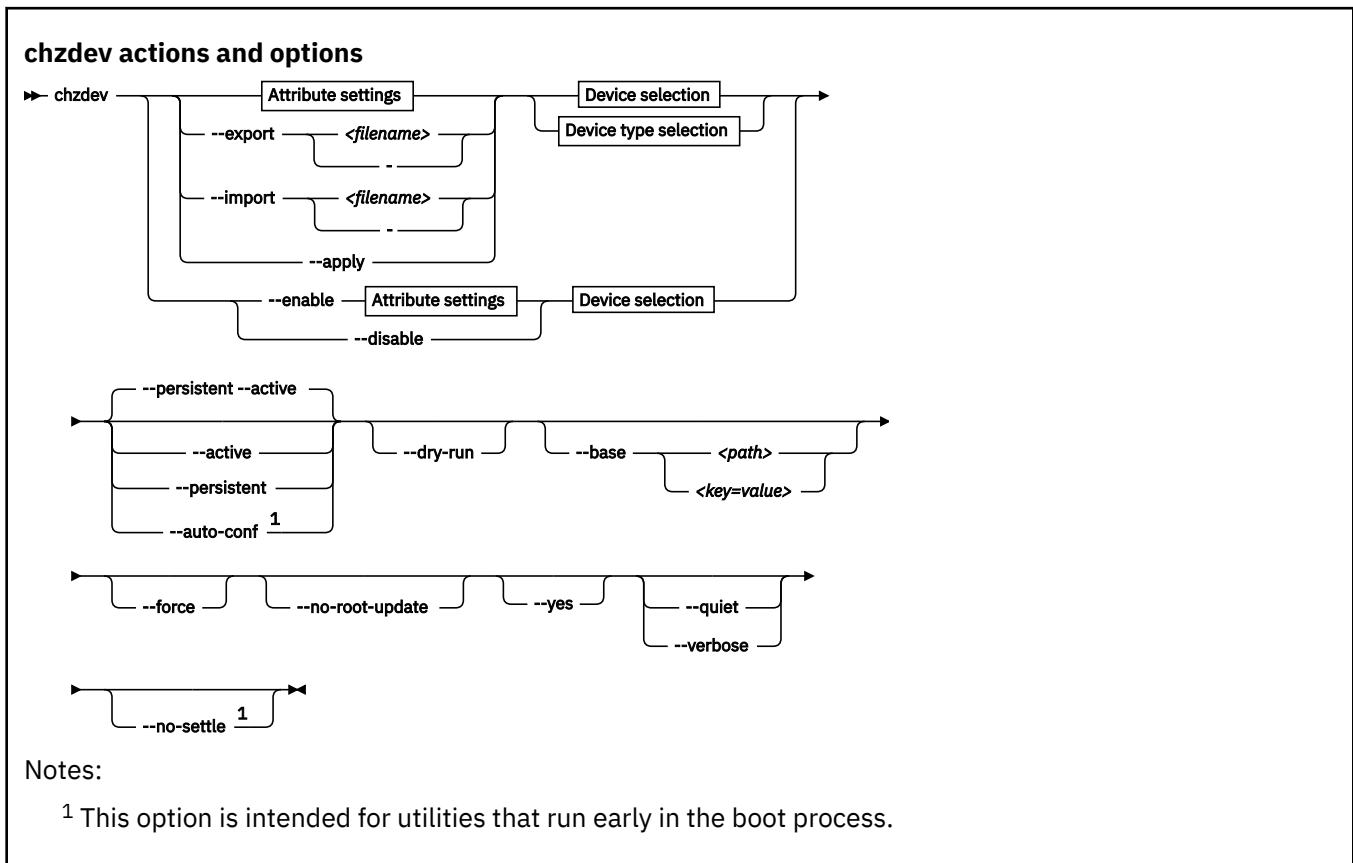 chzdev actions and options
chzdev Attribute settings Device selection
--export <filename> Device type selection
-
--import <filename>
-
--apply
--enable Attribute settings Device selection
--disable
--persistent --active
--active --dry-run --base <path>
--persistent <key=value>
--auto-conf 1
--force --no-root-update --yes --quiet
--verbose
--no-settle 1
Notes:
1 This option is intended for utilities that run early in the boot process.